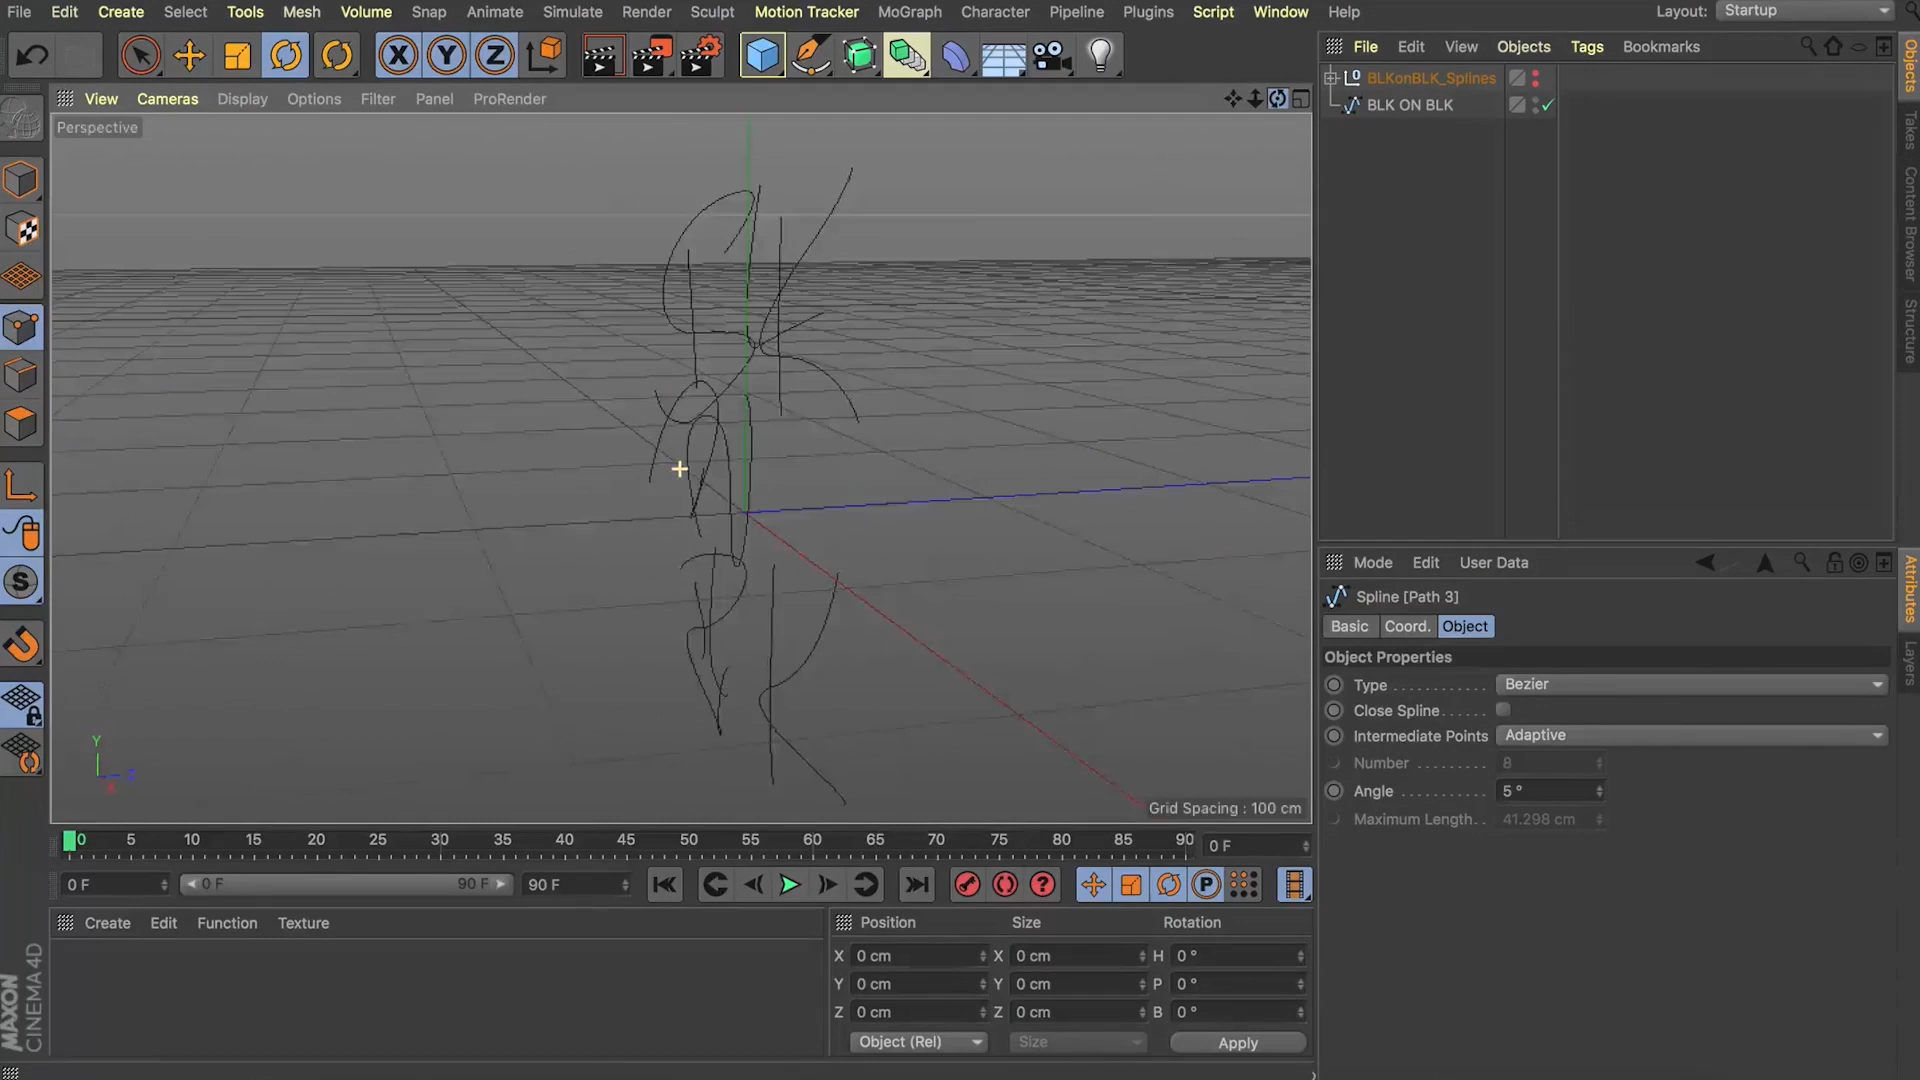 File Edit Create Select Tools Mesh Volume Snap Animate Simulate Render Sculpt Motion Tracker MoGraph Character Pipeline Plugins Script Window Help Layout: Startup
X Y Z
File Edit View Objects Tags Bookmarks
View Cameras Display Options Filter Panel ProRender
Perspective
BLKonBLK_Splines
BLK ON BLK
Objects
Takes
Content Browser
Structure
Mode Edit User Data
Spline [Path 3]
Basic Coord. Object
Object Properties
Type Bezier
Close Spline
Intermediate Points Adaptive
Number 8
Angle 5 °
Maximum Length 41.298 cm
Attributes
Layers
Y
Z
X
Grid Spacing : 100 cm
0 5 10 15 20 25 30 35 40 45 50 55 60 65 70 75 80 85 90 0 F
0 F 0 F 90 F 90 F
P
Create Edit Function Texture
Position Size Rotation
X 0 cm X 0 cm H 0 °
Y 0 cm Y 0 cm P 0 °
Z 0 cm Z 0 cm B 0 °
Object (Rel) Size Apply
MAXON
CINEMA 4D